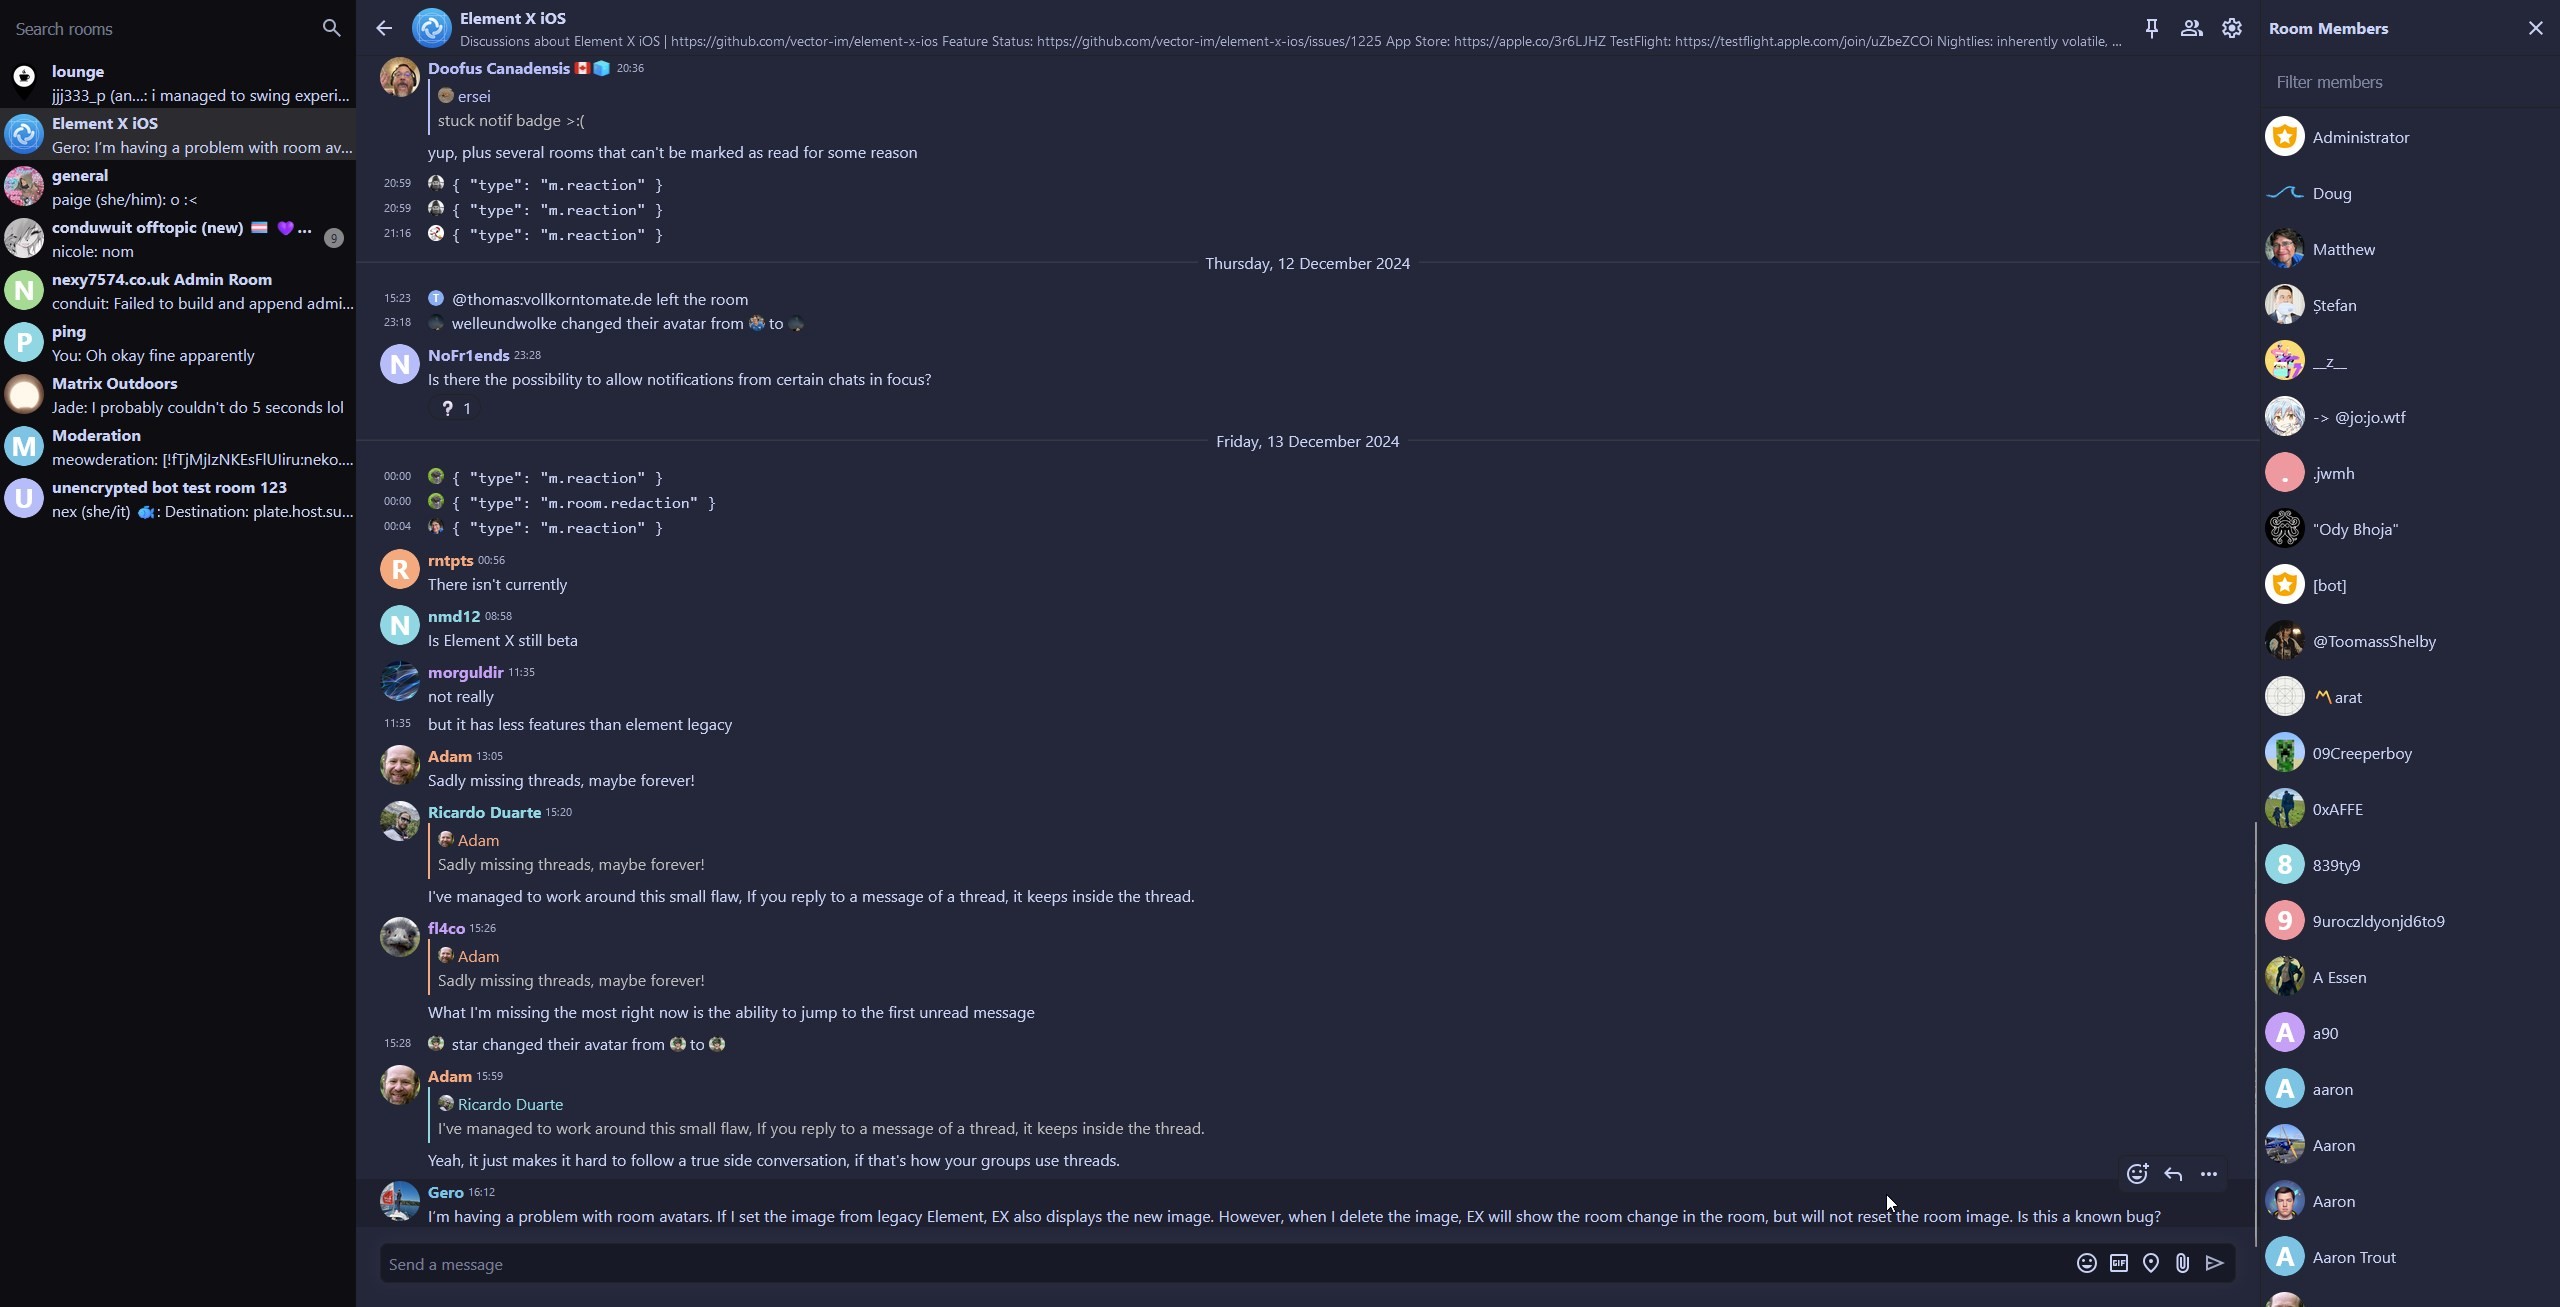 Search rooms
lounge
jjj333_p (an...: i managed to swing experi...
Element X iOS
Gero: I'm having a problem with room av...
general
paige (she/him): o :<
conduwuit offtopic (new) 🏳️‍⚧️ 💜...
nicole: nom
9
nexy7574.co.uk Admin Room
conduit: Failed to build and append admi...
ping
You: Oh okay fine apparently
Matrix Outdoors
Jade: I probably couldn't do 5 seconds lol
Moderation
meowderation: [!fTjMjIzNKEsFlUIiru:neko....
unencrypted bot test room 123
nex (she/it) 🐟: Destination: plate.host.su...
N
P
M
U
Element X iOS
Discussions about Element X iOS | https://github.com/vector-im/element-x-ios Feature Status: https://github.com/vector-im/element-x-ios/issues/1225 App Store: https://apple.co/3r6LJHZ TestFlight: https://testflight.apple.com/join/uZbeZCOi Nightlies: inherently volatile, ...
Doofus Canadensis 🇨🇦🧊 20:36
ersei
stuck notif badge >:(
yup, plus several rooms that can't be marked as read for some reason
20:59 { "type": "m.reaction" }
20:59 { "type": "m.reaction" }
21:16 { "type": "m.reaction" }
Thursday, 12 December 2024
15:23 T @thomas:vollkorntomate.de left the room
23:18 welleundwolke changed their avatar from to
N NoFr1ends 23:28
Is there the possibility to allow notifications from certain chats in focus?
? 1
Friday, 13 December 2024
00:00 { "type": "m.reaction" }
00:00 { "type": "m.room.redaction" }
00:04 { "type": "m.reaction" }
R rntpts 00:56
There isn't currently
N nmd12 08:58
Is Element X still beta
morguldir 11:35
not really
11:35 but it has less features than element legacy
Adam 13:05
Sadly missing threads, maybe forever!
Ricardo Duarte 15:20
Adam
Sadly missing threads, maybe forever!
I've managed to work around this small flaw, If you reply to a message of a thread, it keeps inside the thread.
fl4co 15:26
Adam
Sadly missing threads, maybe forever!
What I'm missing the most right now is the ability to jump to the first unread message
15:28 star changed their avatar from to
Adam 15:59
Ricardo Duarte
I've managed to work around this small flaw, If you reply to a message of a thread, it keeps inside the thread.
Yeah, it just makes it hard to follow a true side conversation, if that's how your groups use threads.
Gero 16:12
I'm having a problem with room avatars. If I set the image from legacy Element, EX also displays the new image. However, when I delete the image, EX will show the room change in the room, but will not reset the room image. Is this a known bug?
Send a message
GIF
Room Members
Filter members
Administrator
Doug
Matthew
Ștefan
__z__
-> @jo:jo.wtf
. .jwmh
"Ody Bhoja"
[bot]
@ToomassShelby
〽️arat
09Creeperboy
0xAFFE
8 839ty9
9 9uroczldyonjd6to9
A Essen
A a90
A aaron
Aaron
Aaron
A Aaron Trout